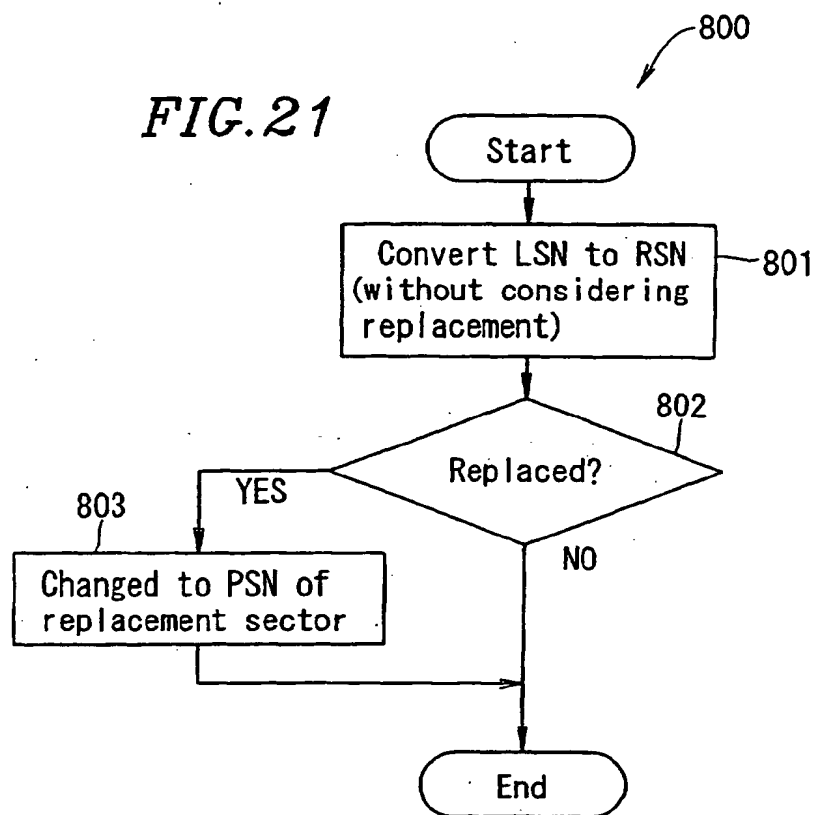 800
FIG.21
Start
Convert LSN to RSN
(without considering
replacement)
801
802
Replaced?
YES
NO
803
Changed to PSN of
replacement sector
End